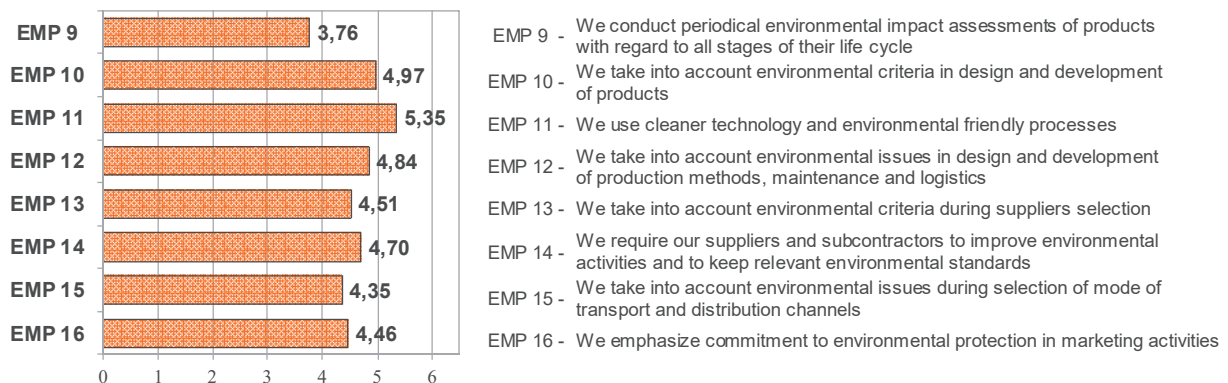 EMP 9
3,76
EMP 10
4,97
EMP 11
5,35
EMP 12
4,84
EMP 13
4,51
EMP 14
4,70
EMP 15
4,35
EMP 16
4,46
0 1 2 3 4 5 6
EMP 9 - We conduct periodical environmental impact assessments of products
with regard to all stages of their life cycle
EMP 10 - We take into account environmental criteria in design and development
of products
EMP 11 - We use cleaner technology and environmental friendly processes
EMP 12 - We take into account environmental issues in design and development
of production methods, maintenance and logistics
EMP 13 - We take into account environmental criteria during suppliers selection
EMP 14 - We require our suppliers and subcontractors to improve environmental
activities and to keep relevant environmental standards
EMP 15 - We take into account environmental issues during selection of mode of
transport and distribution channels
EMP 16 - We emphasize commitment to environmental protection in marketing activities